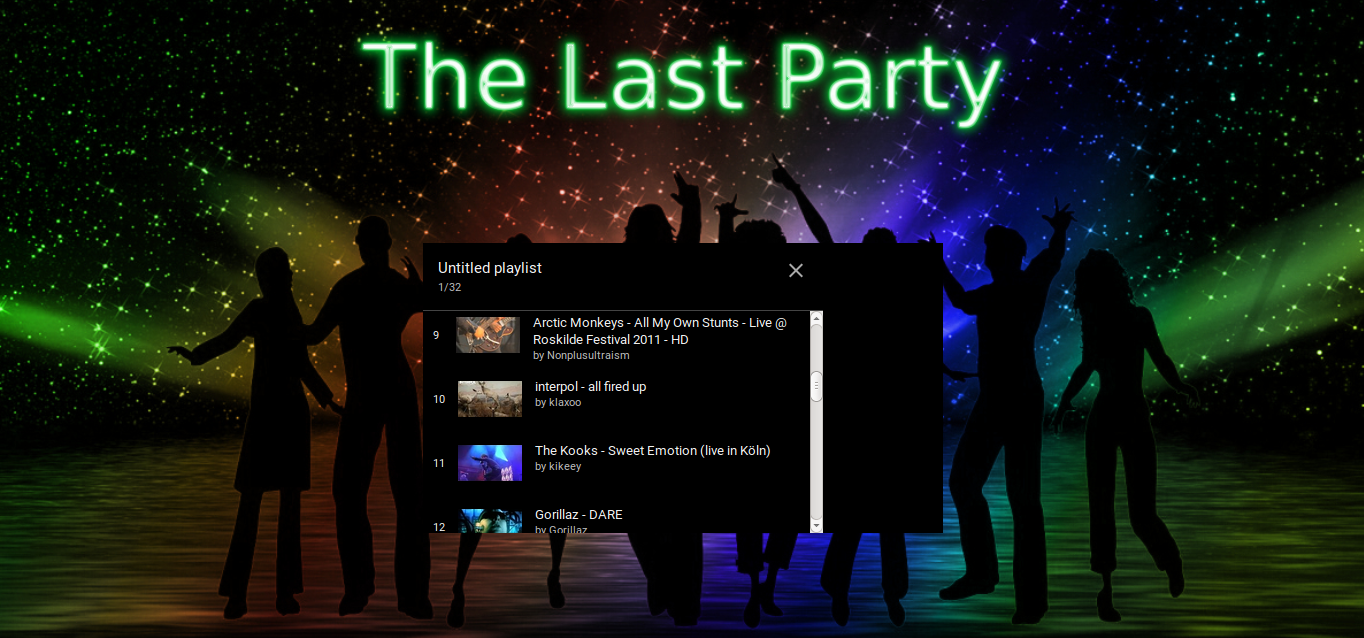 The Last Party
Untitled playlist
1/32
9
Arctic Monkeys - All My Own Stunts - Live @
Roskilde Festival 2011 - HD
by Nonplusultraism
10
interpol - all fired up
by klaxoo
11
The Kooks - Sweet Emotion (live in Köln)
by kikeey
12
Gorillaz - DARE
by Gorillaz